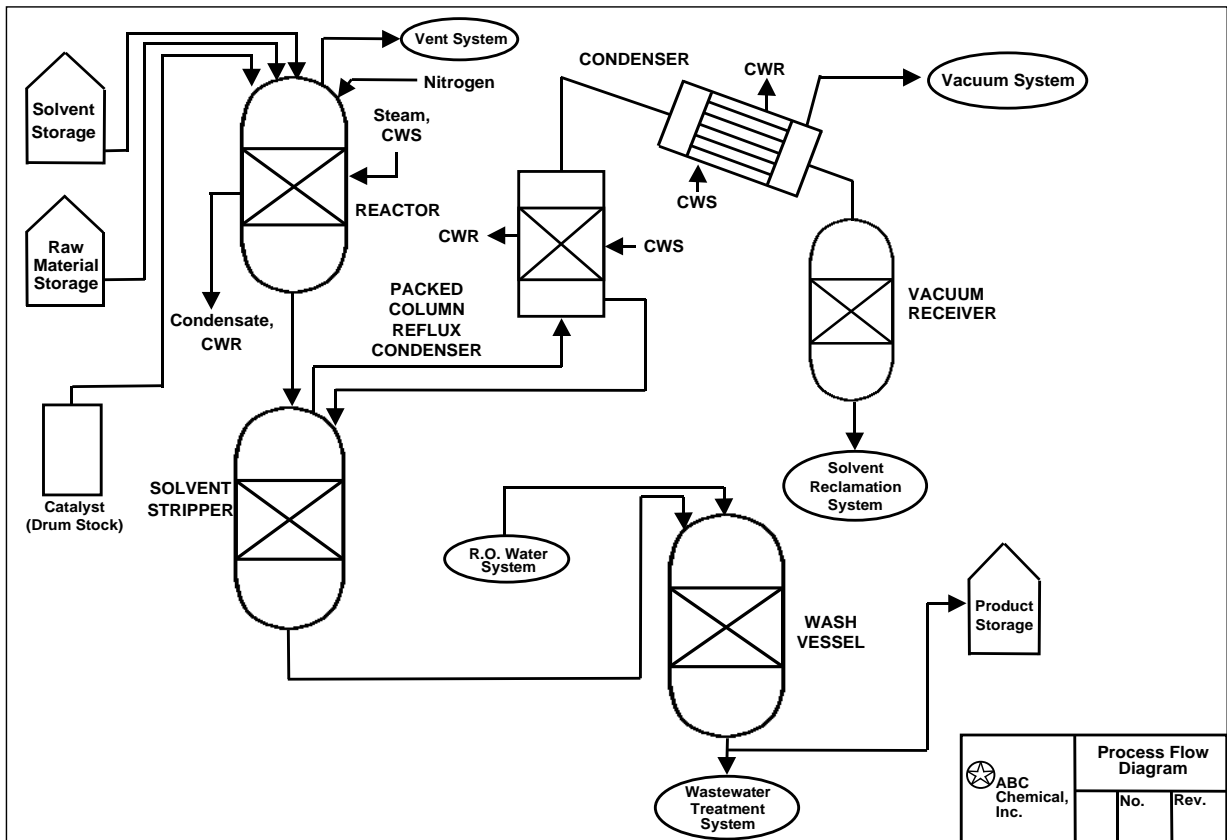 Vent System
Nitrogen
Solvent
Storage
Steam,
CWS
REACTOR
Raw
Material
Storage
Condensate,
CWR
Catalyst
(Drum Stock)
CONDENSER
CWR
Vacuum System
CWS
CWR
CWS
PACKED
COLUMN
REFLUX
CONDENSER
VACUUM
RECEIVER
Solvent
Reclamation
System
SOLVENT
STRIPPER
R.O. Water
System
WASH
VESSEL
Product
Storage
Wastewater
Treatment
System
ABC
Chemical,
Inc.
Process Flow
Diagram
No.
Rev.